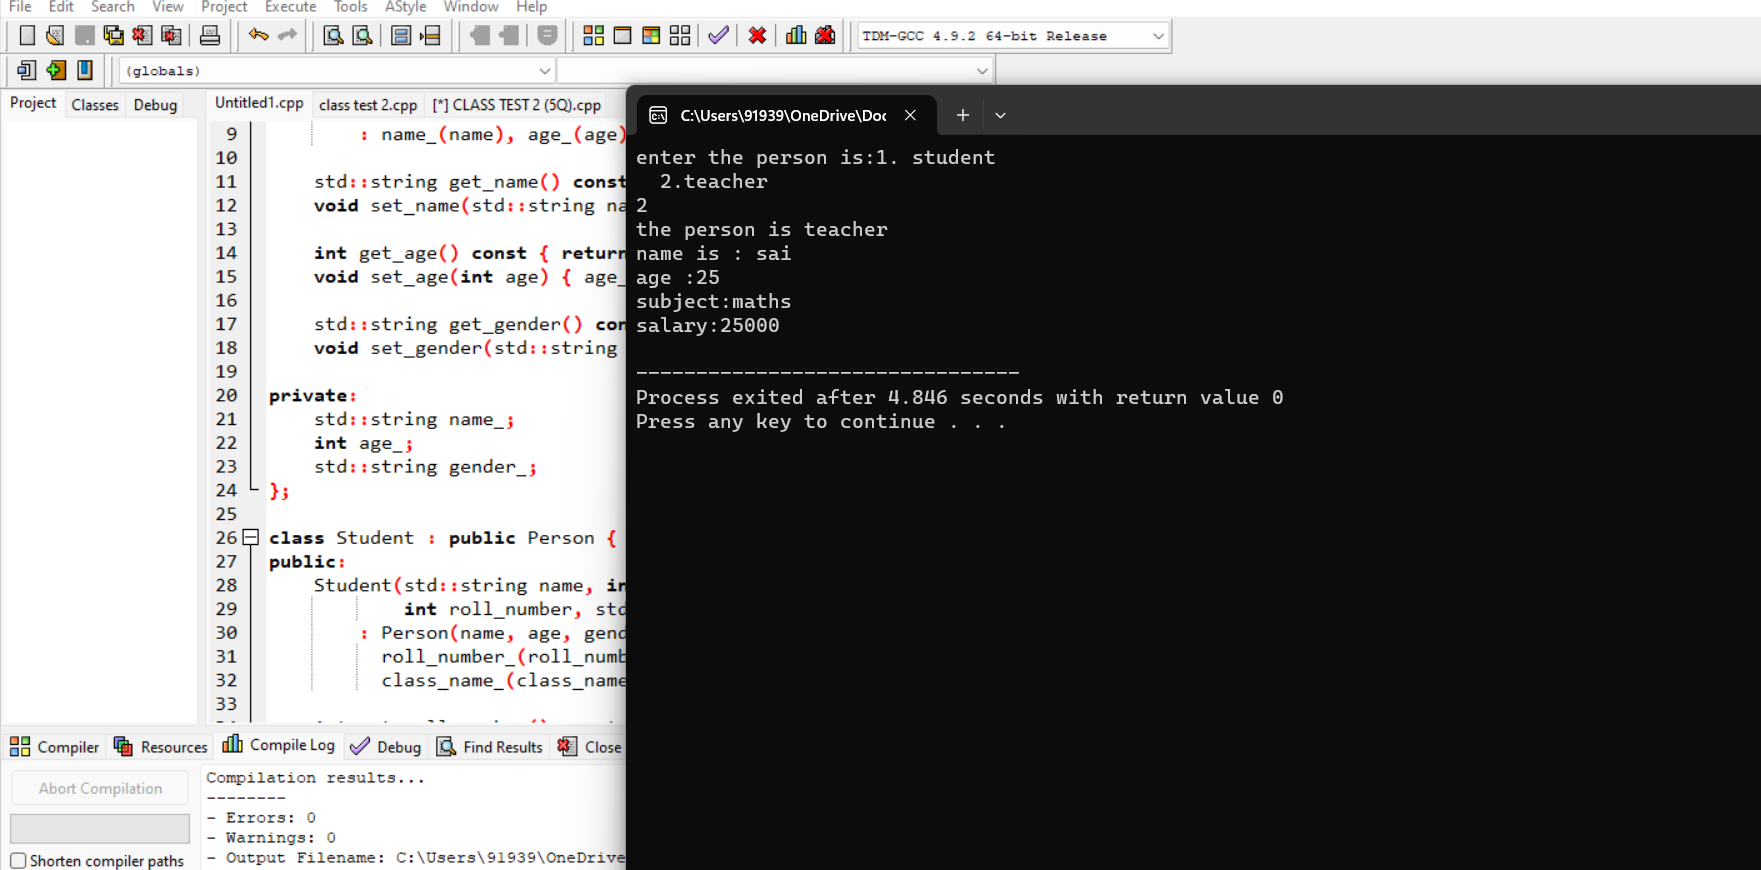 File Edit Search View Project Execute Tools AStyle Window Help
TDM-GCC 4.9.2 64-bit Release
(globals)
Project Classes Debug
Untitled1.cpp class test 2.cpp [*] CLASS TEST 2 (5Q).cpp
9 : name_(name), age_(age)
10
11 std::string get_name() const
12 void set_name(std::string na
13
14 int get_age() const { return
15 void set_age(int age) { age_
16
17 std::string get_gender() con
18 void set_gender(std::string
19
20 private:
21 std::string name_;
22 int age_;
23 std::string gender_;
24 };
25
26 class Student : public Person {
27 public:
28 Student(std::string name, in
29 int roll_number, std
30 : Person(name, age, gend
31 roll_number_(roll_numb
32 class_name_(class_name
33
C:\Users\91939\OneDrive\Doc
enter the person is:1. student
2.teacher
2
the person is teacher
name is : sai
age :25
subject:maths
salary:25000
--------------------------------
Process exited after 4.846 seconds with return value 0
Press any key to continue . . .
Compiler Resources Compile Log Debug Find Results Close
Abort Compilation
Shorten compiler paths
Compilation results...
--------
- Errors: 0
- Warnings: 0
- Output Filename: C:\Users\91939\OneDrive